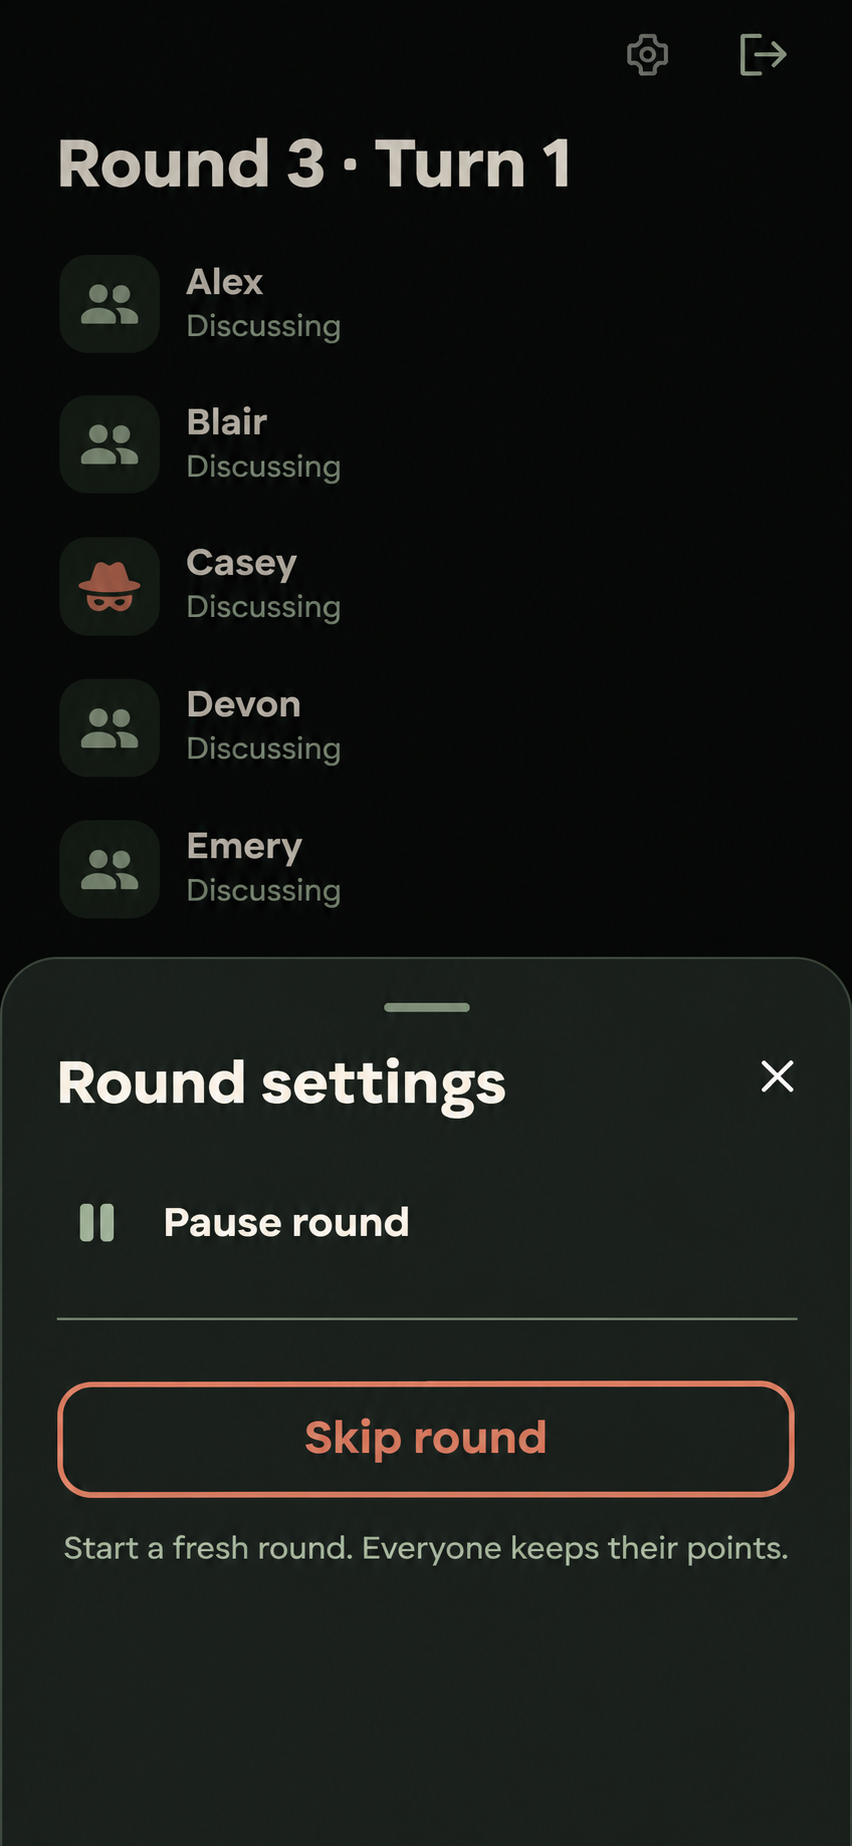 Round 3 · Turn 1
Alex
Discussing
Blair
Discussing
Casey
Discussing
Devon
Discussing
Emery
Discussing
Round settings
Pause round
Skip round
Start a fresh round. Everyone keeps their points.